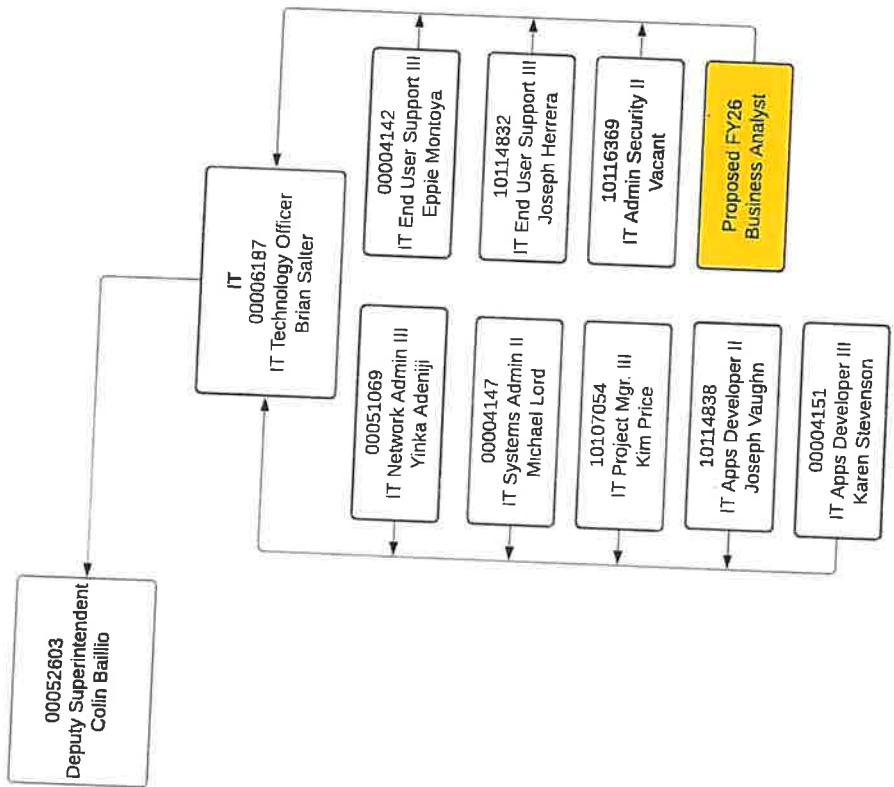 00052603
Deputy Superintendent
Colin Baillio
IT
00006187
IT Technology Officer
Brian Salter
00051069
IT Network Admin III
Yinka Adeniji
00004147
IT Systems Admin II
Michael Lord
10107054
IT Project Mgr. III
Kim Price
10114838
IT Apps Developer II
Joseph Vaughn
00004151
IT Apps Developer III
Karen Stevenson
00004142
IT End User Support III
Eppie Montoya
10114832
IT End User Support III
Joseph Herrera
10116369
IT Admin Security II
Vacant
Proposed FY26
Business Analyst